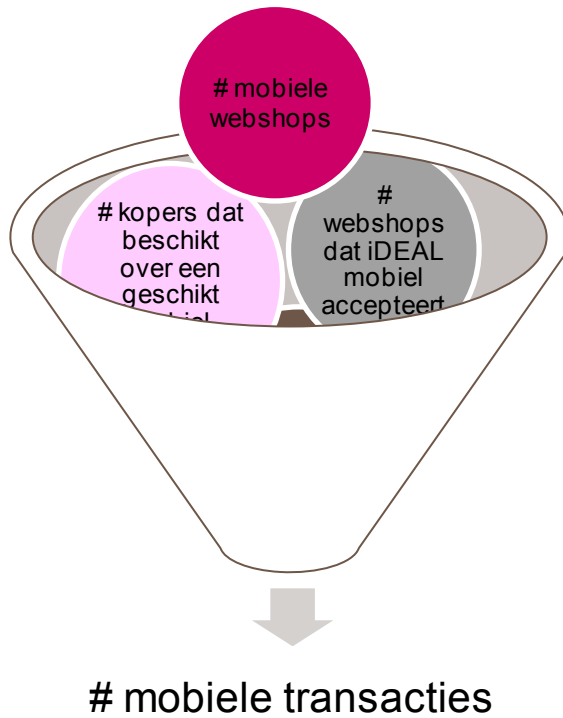 # mobiele
webshops
# kopers dat
beschikt
over een
geschikt
#
webshops
dat iDEAL
mobiel
accepteert
# mobiele transacties